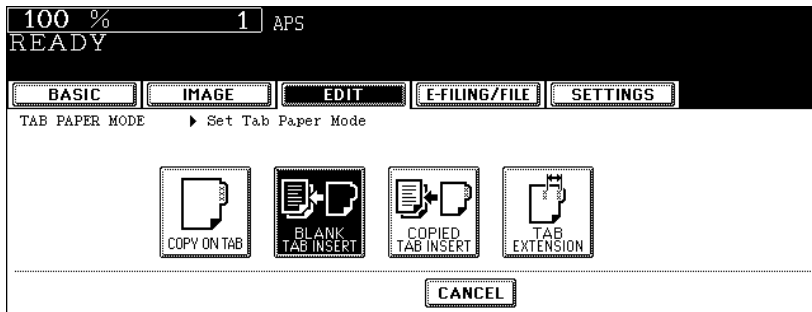 100 % 1 APS
READY
BASIC IMAGE EDIT E-FILING/FILE SETTINGS
TAB PAPER MODE ▶ Set Tab Paper Mode
COPY ON TAB
BLANK
TAB INSERT
COPIED
TAB INSERT
TAB
EXTENSION
CANCEL